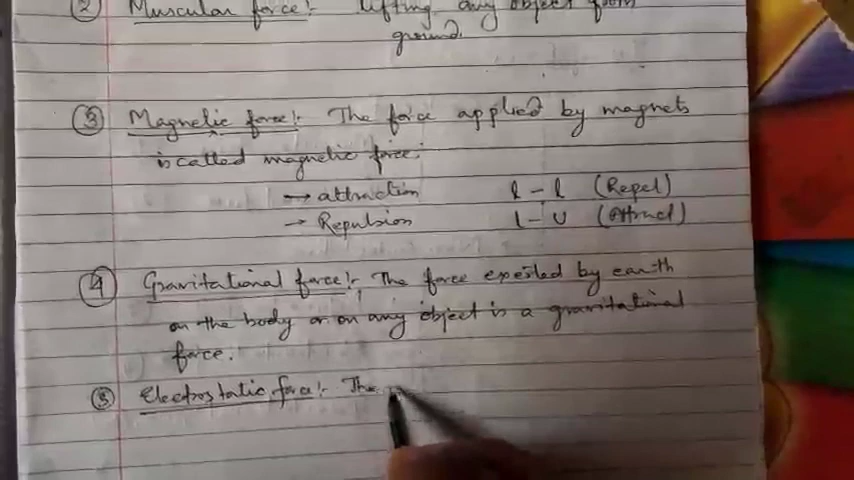 ② Muscular force:- lifting any object from
ground.
③ Magnetic force:- The force applied by magnets
is called magnetic force:
→ attraction l - l (Repel)
→ Repulsion l - U (Attract)
④ Gravitational force:- The force exerted by earth
on the body or on any object is a gravitational
force.
⑤ Electrostatic force:- The